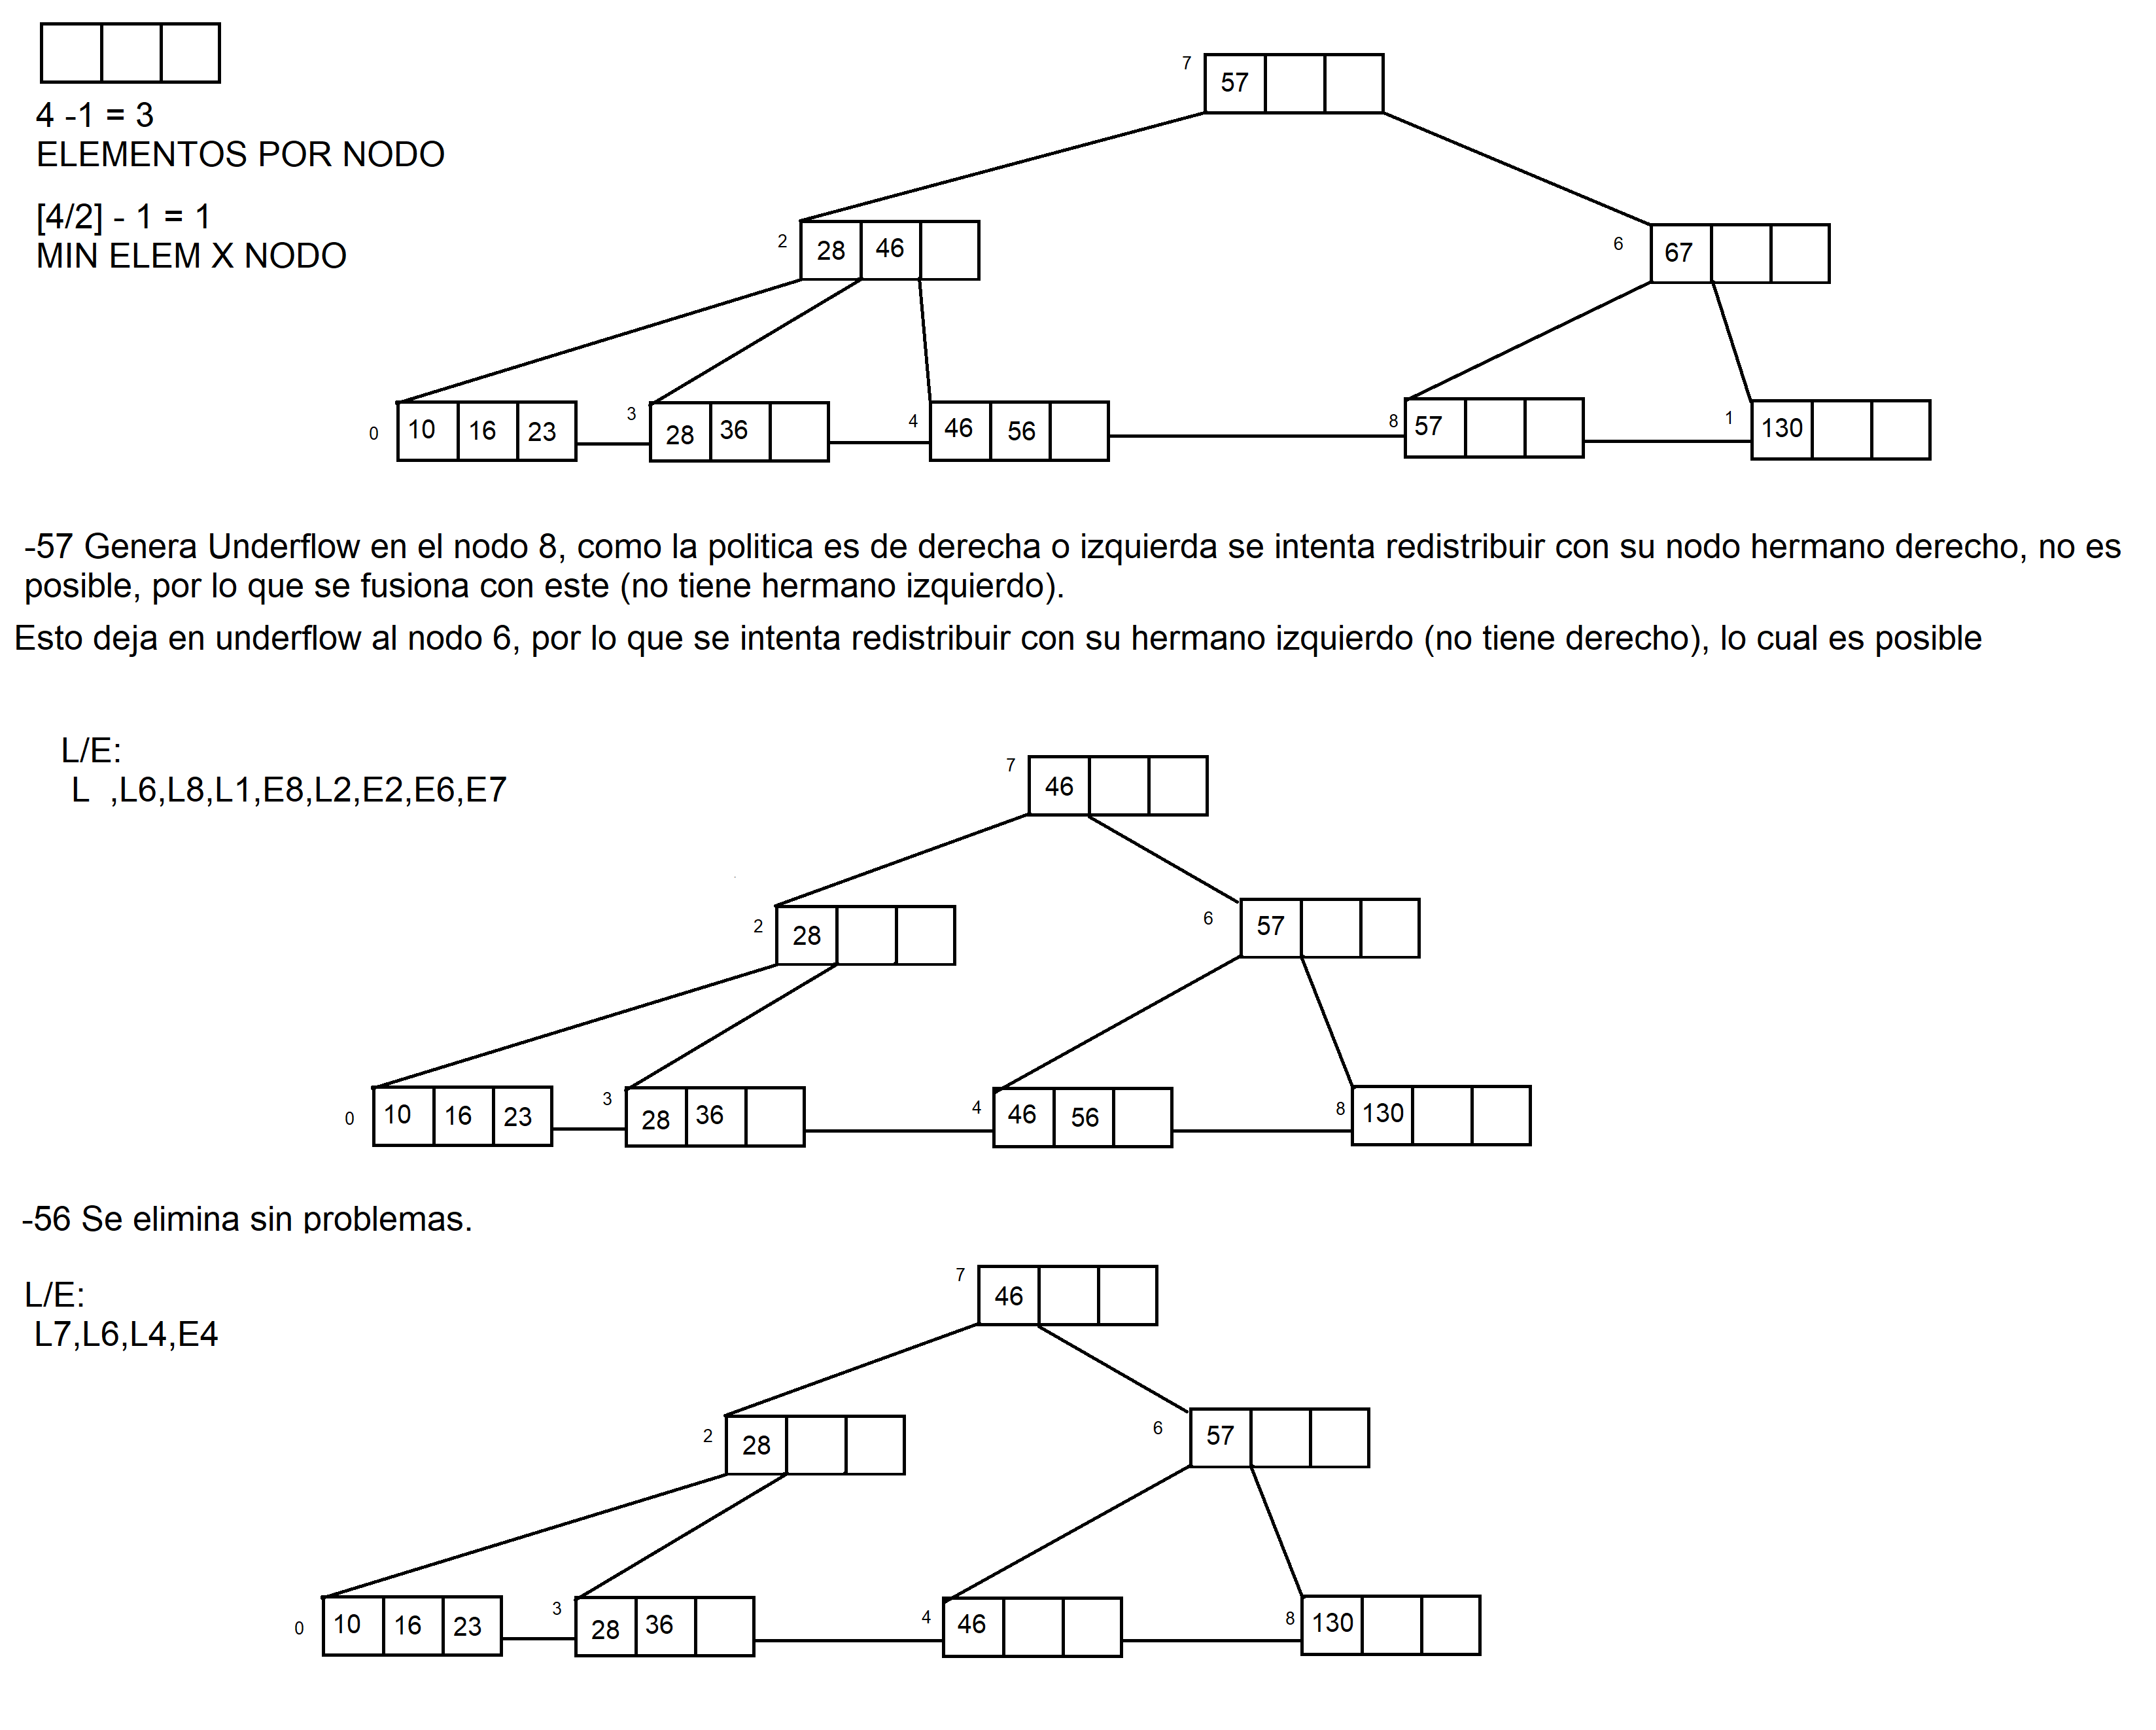 4 -1 = 3
ELEMENTOS POR NODO
[4/2] - 1 = 1
MIN ELEM X NODO
7 57
2 28 46
6 67
0 10 16 23
3 28 36
4 46 56
8 57
1 130
-57 Genera Underflow en el nodo 8, como la politica es de derecha o izquierda se intenta redistribuir con su nodo hermano derecho, no es
posible, por lo que se fusiona con este (no tiene hermano izquierdo).
Esto deja en underflow al nodo 6, por lo que se intenta redistribuir con su hermano izquierdo (no tiene derecho), lo cual es posible
L/E:
L ,L6,L8,L1,E8,L2,E2,E6,E7
7 46
2 28
6 57
0 10 16 23
3 28 36
4 46 56
8 130
-56 Se elimina sin problemas.
L/E:
L7,L6,L4,E4
7 46
2 28
6 57
0 10 16 23
3 28 36
4 46
8 130